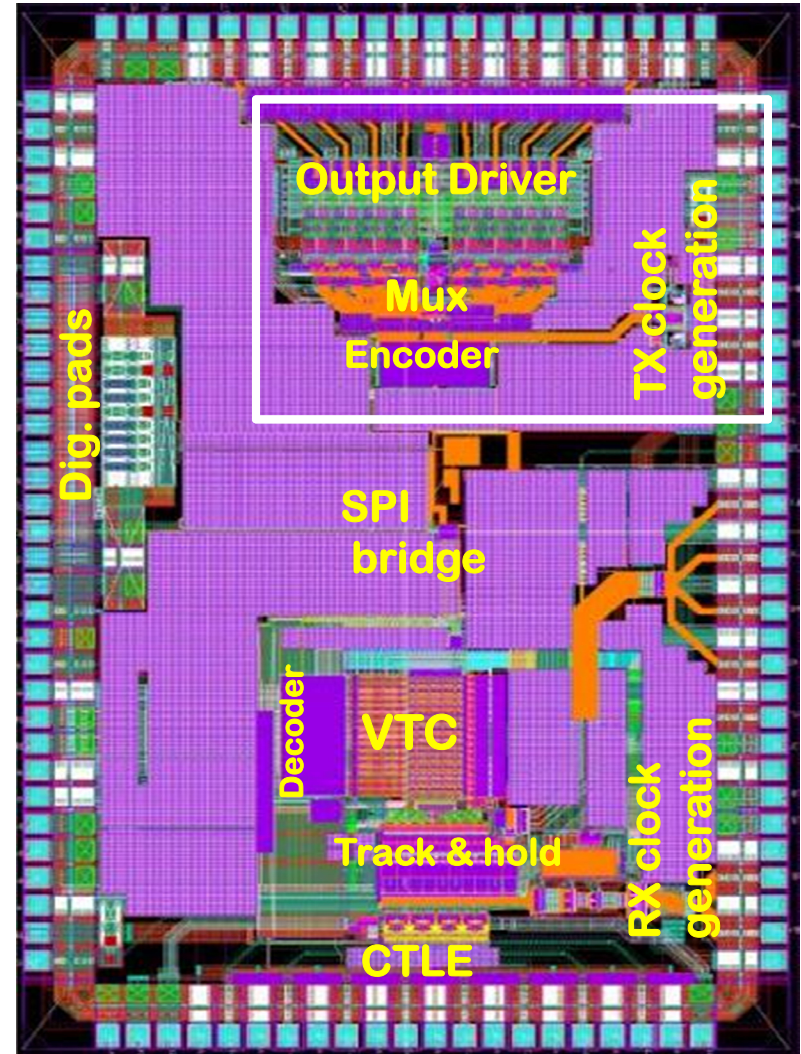 Output Driver
Mux
Encoder
TX clock
generation
Dig. pads
SPI
bridge
Decoder
VTC
Track & hold
RX clock
generation
CTLE